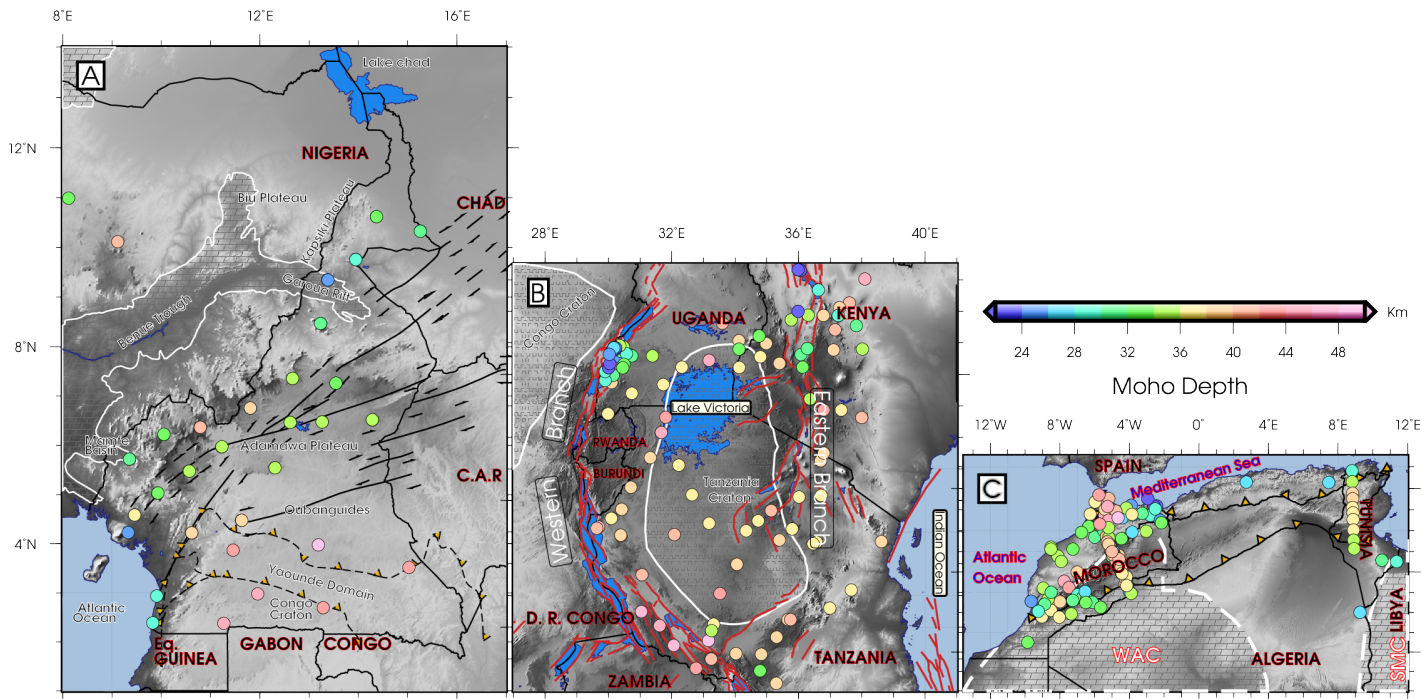 8°E
12°E
16°E
12°N
8°N
4°N
A
Lake chad
NIGERIA
Biu Plateau
Kapsiki Plateau
CHAD
Garoua Rift
Benue Trough
Mamfe
Basin
Adamawa Plateau
C.A.R
Oubanguides
Yaounde Domain
Congo
Craton
Atlantic
Ocean
Eq.
GUINEA
GABON
CONGO
28°E
32°E
36°E
40°E
B
Congo Craton
UGANDA
KENYA
Western
Branch
Lake Victoria
RWANDA
BURUNDI
Tanzania
Craton
Eastern Branch
Indian Ocean
D. R. CONGO
ZAMBIA
TANZANIA
Km
24
28
32
36
40
44
48
Moho Depth
12°W
8°W
4°W
0°
4°E
8°E
12°E
C
SPAIN
Mediterranean Sea
Atlantic
Ocean
MOROCCO
TUNISIA
WAC
ALGERIA
LIBYA
SMC